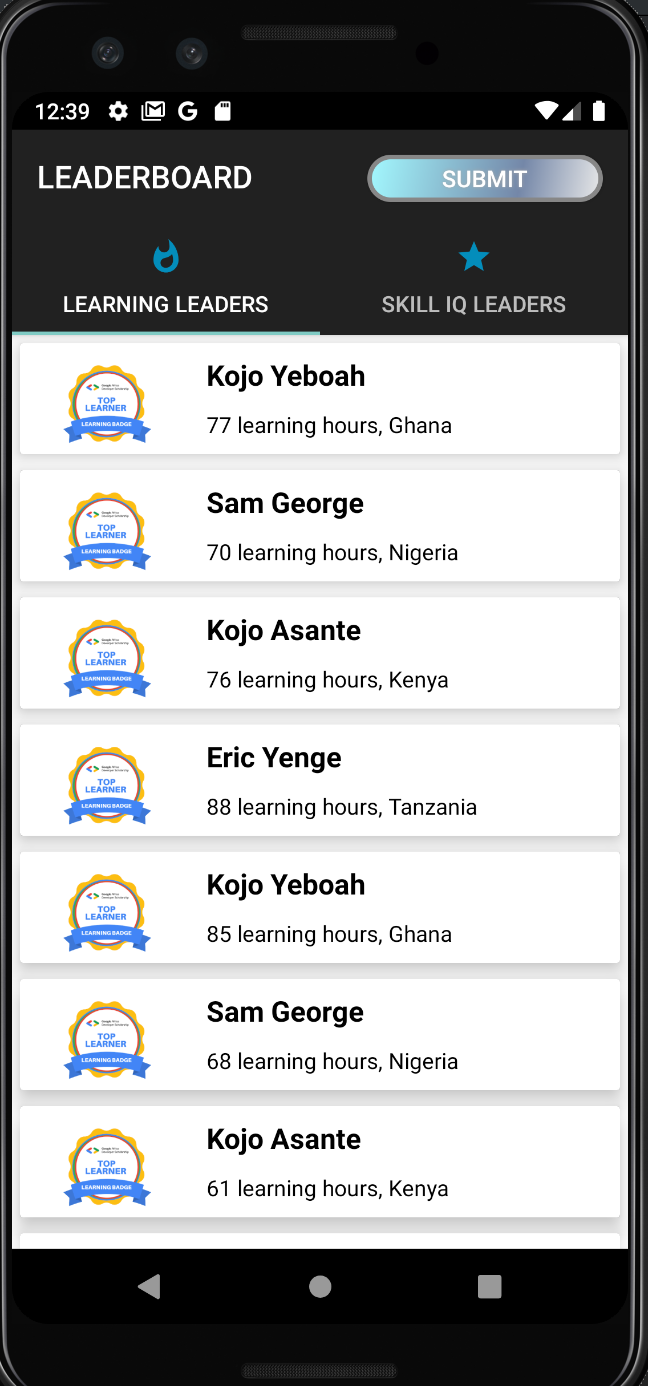 12:39
LEADERBOARD
SUBMIT
LEARNING LEADERS
SKILL IQ LEADERS
TOP
LEARNER
LEARNING BADGE
Kojo Yeboah
77 learning hours, Ghana
TOP
LEARNER
LEARNING BADGE
Sam George
70 learning hours, Nigeria
TOP
LEARNER
LEARNING BADGE
Kojo Asante
76 learning hours, Kenya
TOP
LEARNER
LEARNING BADGE
Eric Yenge
88 learning hours, Tanzania
TOP
LEARNER
LEARNING BADGE
Kojo Yeboah
85 learning hours, Ghana
TOP
LEARNER
LEARNING BADGE
Sam George
68 learning hours, Nigeria
TOP
LEARNER
LEARNING BADGE
Kojo Asante
61 learning hours, Kenya